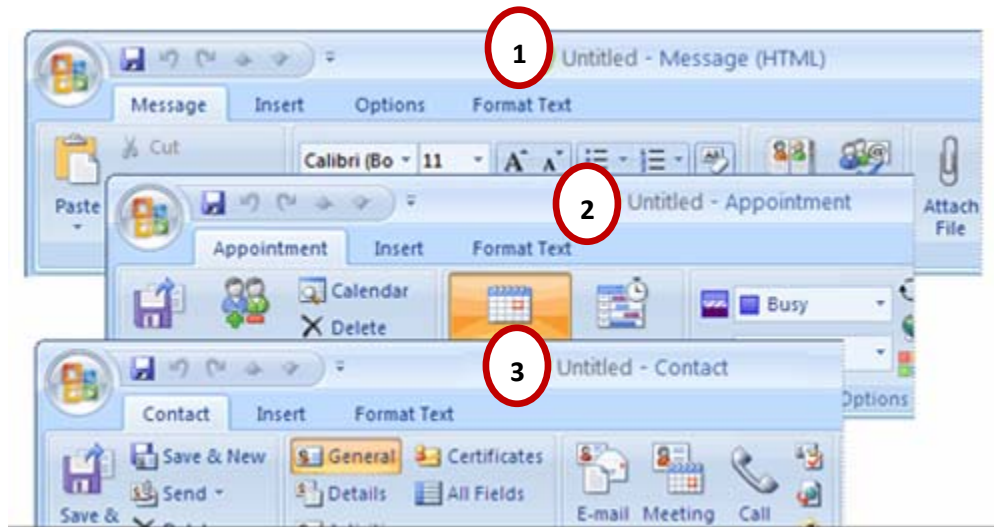 1
Untitled - Message (HTML)
Message Insert Options Format Text
Cut
Calibri (Bo 11 A A
Paste
Attach
File
2
Untitled - Appointment
Appointment Insert Format Text
Calendar
Delete
Busy
Options
3
Untitled - Contact
Contact Insert Format Text
Save & New General Certificates
Send Details All Fields
Save & E-mail Meeting Call